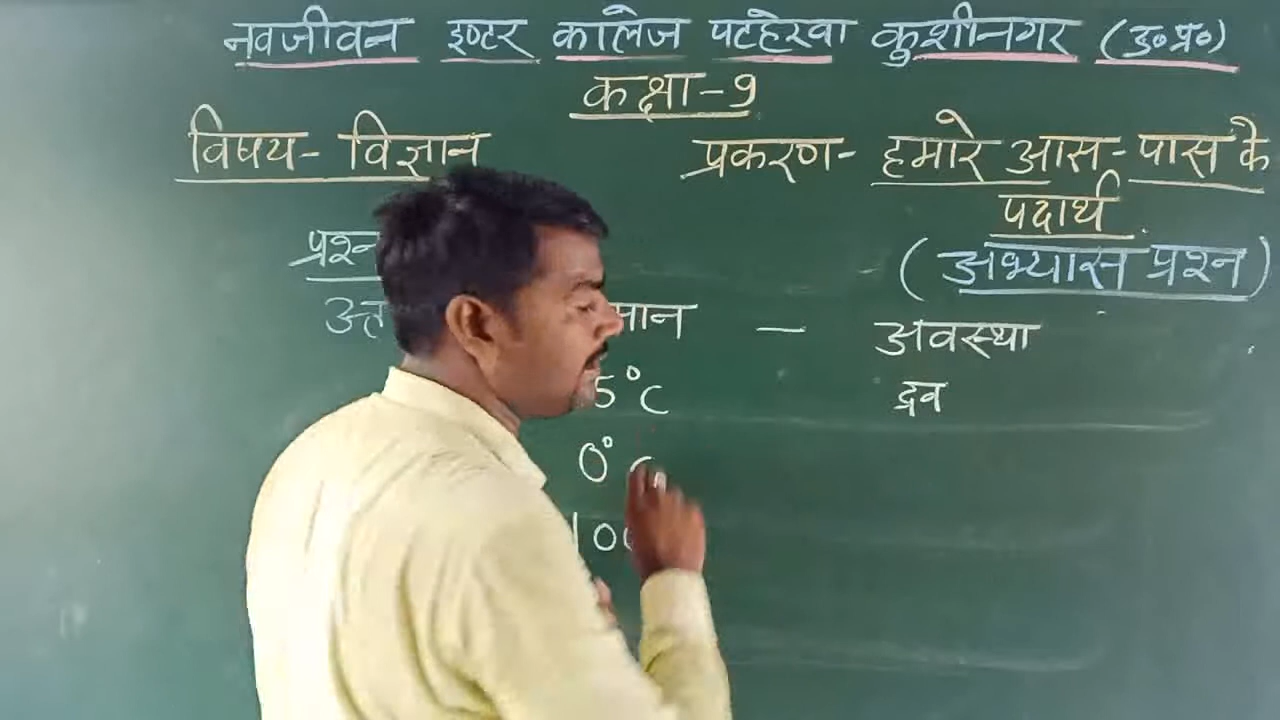 नवजीवन इण्टर कालेज पटहेरवा कुशीनगर (उ०प्र०)
कक्षा-9
विषय- विज्ञान
प्रकरण- हमारे आस-पास के
पदार्थ
(अभ्यास प्रश्न)
प्रश्न
अवस्था
5°C
द्रव
0°C